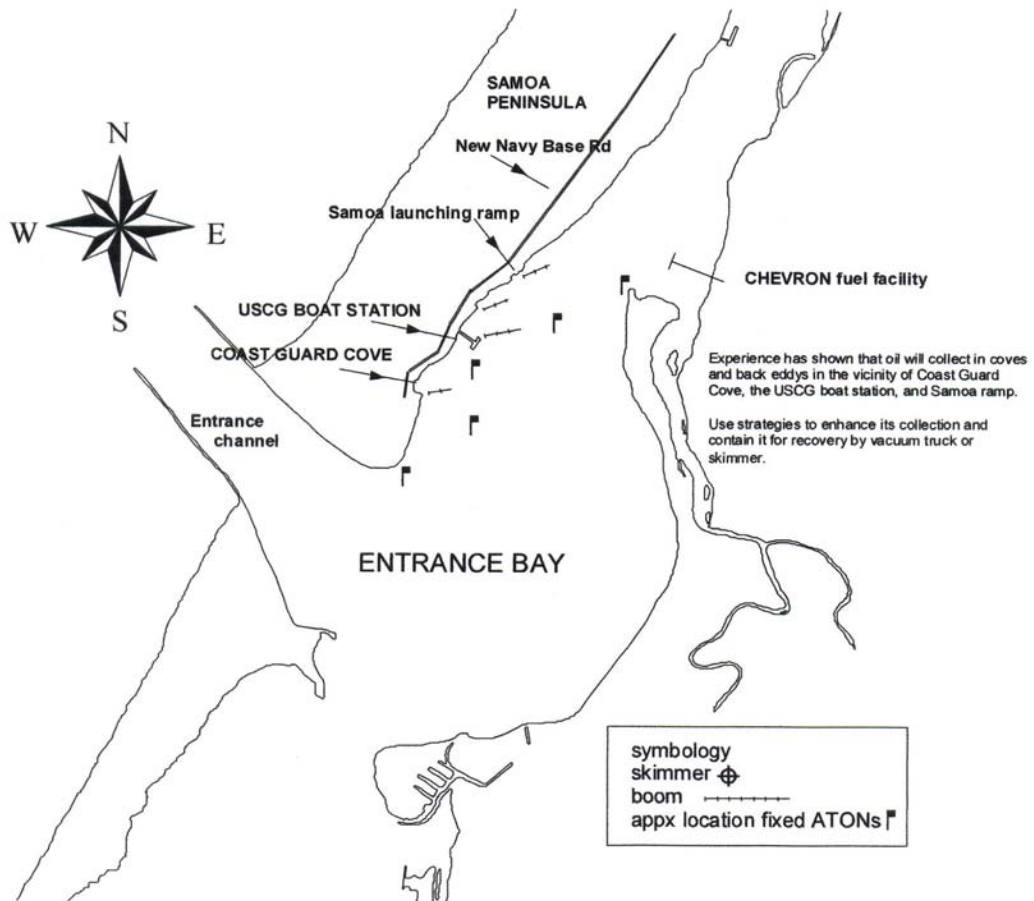 SAMOA
PENINSULA
New Navy Base Rd
N
W
E
S
Samoa launching ramp
CHEVRON fuel facility
USCG BOAT STATION
COAST GUARD COVE
Experience has shown that oil will collect in coves
and back eddys in the vicinity of Coast Guard
Cove, the USCG boat station, and Samoa ramp.
Use strategies to enhance its collection and
contain it for recovery by vacuum truck or
skimmer.
Entrance
channel
ENTRANCE BAY
symbology
skimmer
boom
appx location fixed ATONs